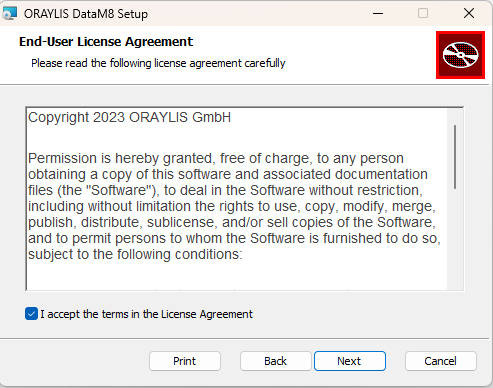 ORAYLIS DataM8 Setup
End-User License Agreement
Please read the following license agreement carefully
Copyright 2023 ORAYLIS GmbH
Permission is hereby granted, free of charge, to any person
obtaining a copy of this software and associated documentation
files (the "Software"), to deal in the Software without restriction,
including without limitation the rights to use, copy, modify, merge,
publish, distribute, sublicense, and/or sell copies of the Software,
and to permit persons to whom the Software is furnished to do so,
subject to the following conditions:
I accept the terms in the License Agreement
Print Back Next Cancel